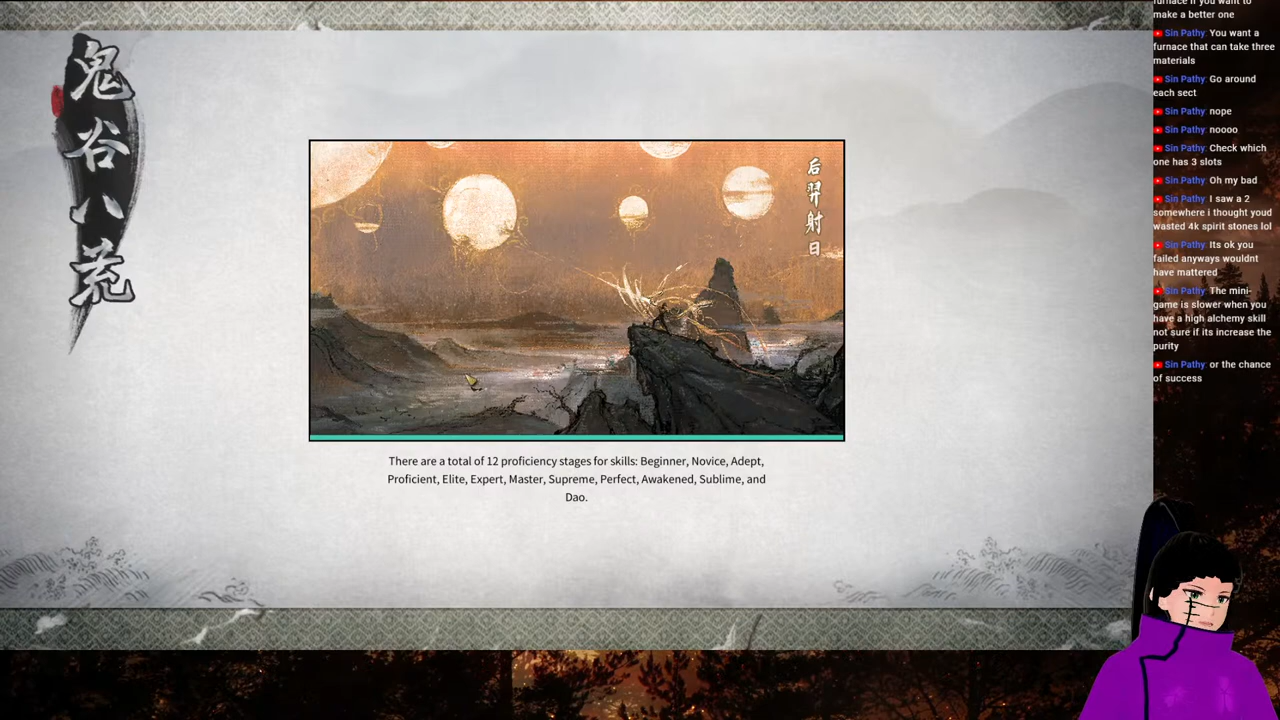 鬼谷八荒
后羿射日
There are a total of 12 proficiency stages for skills: Beginner, Novice, Adept,
Proficient, Elite, Expert, Master, Supreme, Perfect, Awakened, Sublime, and
Dao.
furnace if you want to
make a better one
Sin Pathy: You want a
furnace that can take three
materials
Sin Pathy: Go around
each sect
Sin Pathy: nope
Sin Pathy: noooo
Sin Pathy: Check which
one has 3 slots
Sin Pathy: Oh my bad
Sin Pathy: I saw a 2
somewhere i thought youd
wasted 4k spirit stones lol
Sin Pathy: Its ok you
failed anyways wouldnt
have mattered
Sin Pathy: The mini-
game is slower when you
have a high alchemy skill
not sure if its increase the
purity
Sin Pathy: or the chance
of success